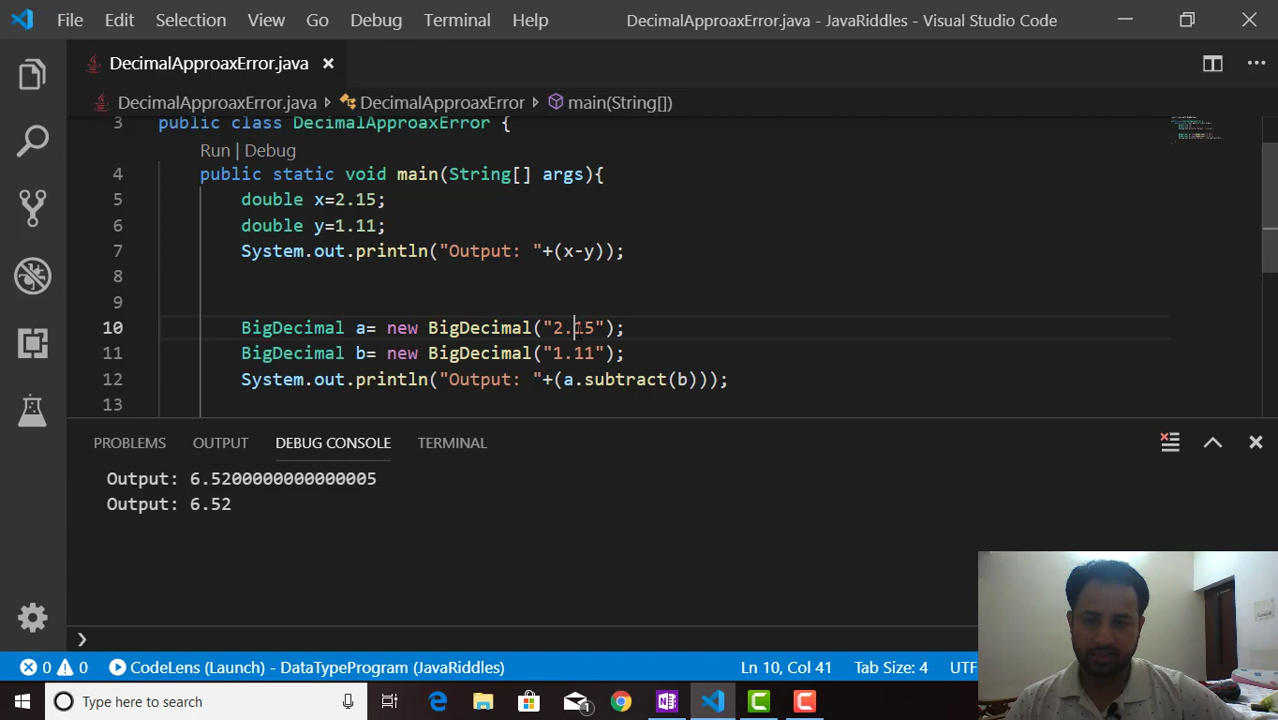 File Edit Selection View Go Debug Terminal Help DecimalApproaxError.java - JavaRiddles - Visual Studio Code
DecimalApproaxError.java
DecimalApproaxError.java DecimalApproaxError main(String[])
3 public class DecimalApproaxError {
Run | Debug
4 public static void main(String[] args){
5 double x=2.15;
6 double y=1.11;
7 System.out.println("Output: "+(x-y));
8
9
10 BigDecimal a= new BigDecimal("2.15");
11 BigDecimal b= new BigDecimal("1.11");
12 System.out.println("Output: "+(a.subtract(b)));
13
PROBLEMS OUTPUT DEBUG CONSOLE TERMINAL
Output: 6.5200000000000005
Output: 6.52
0 0 CodeLens (Launch) - DataTypeProgram (JavaRiddles) Ln 10, Col 41 Tab Size: 4 UTF
Type here to search
1